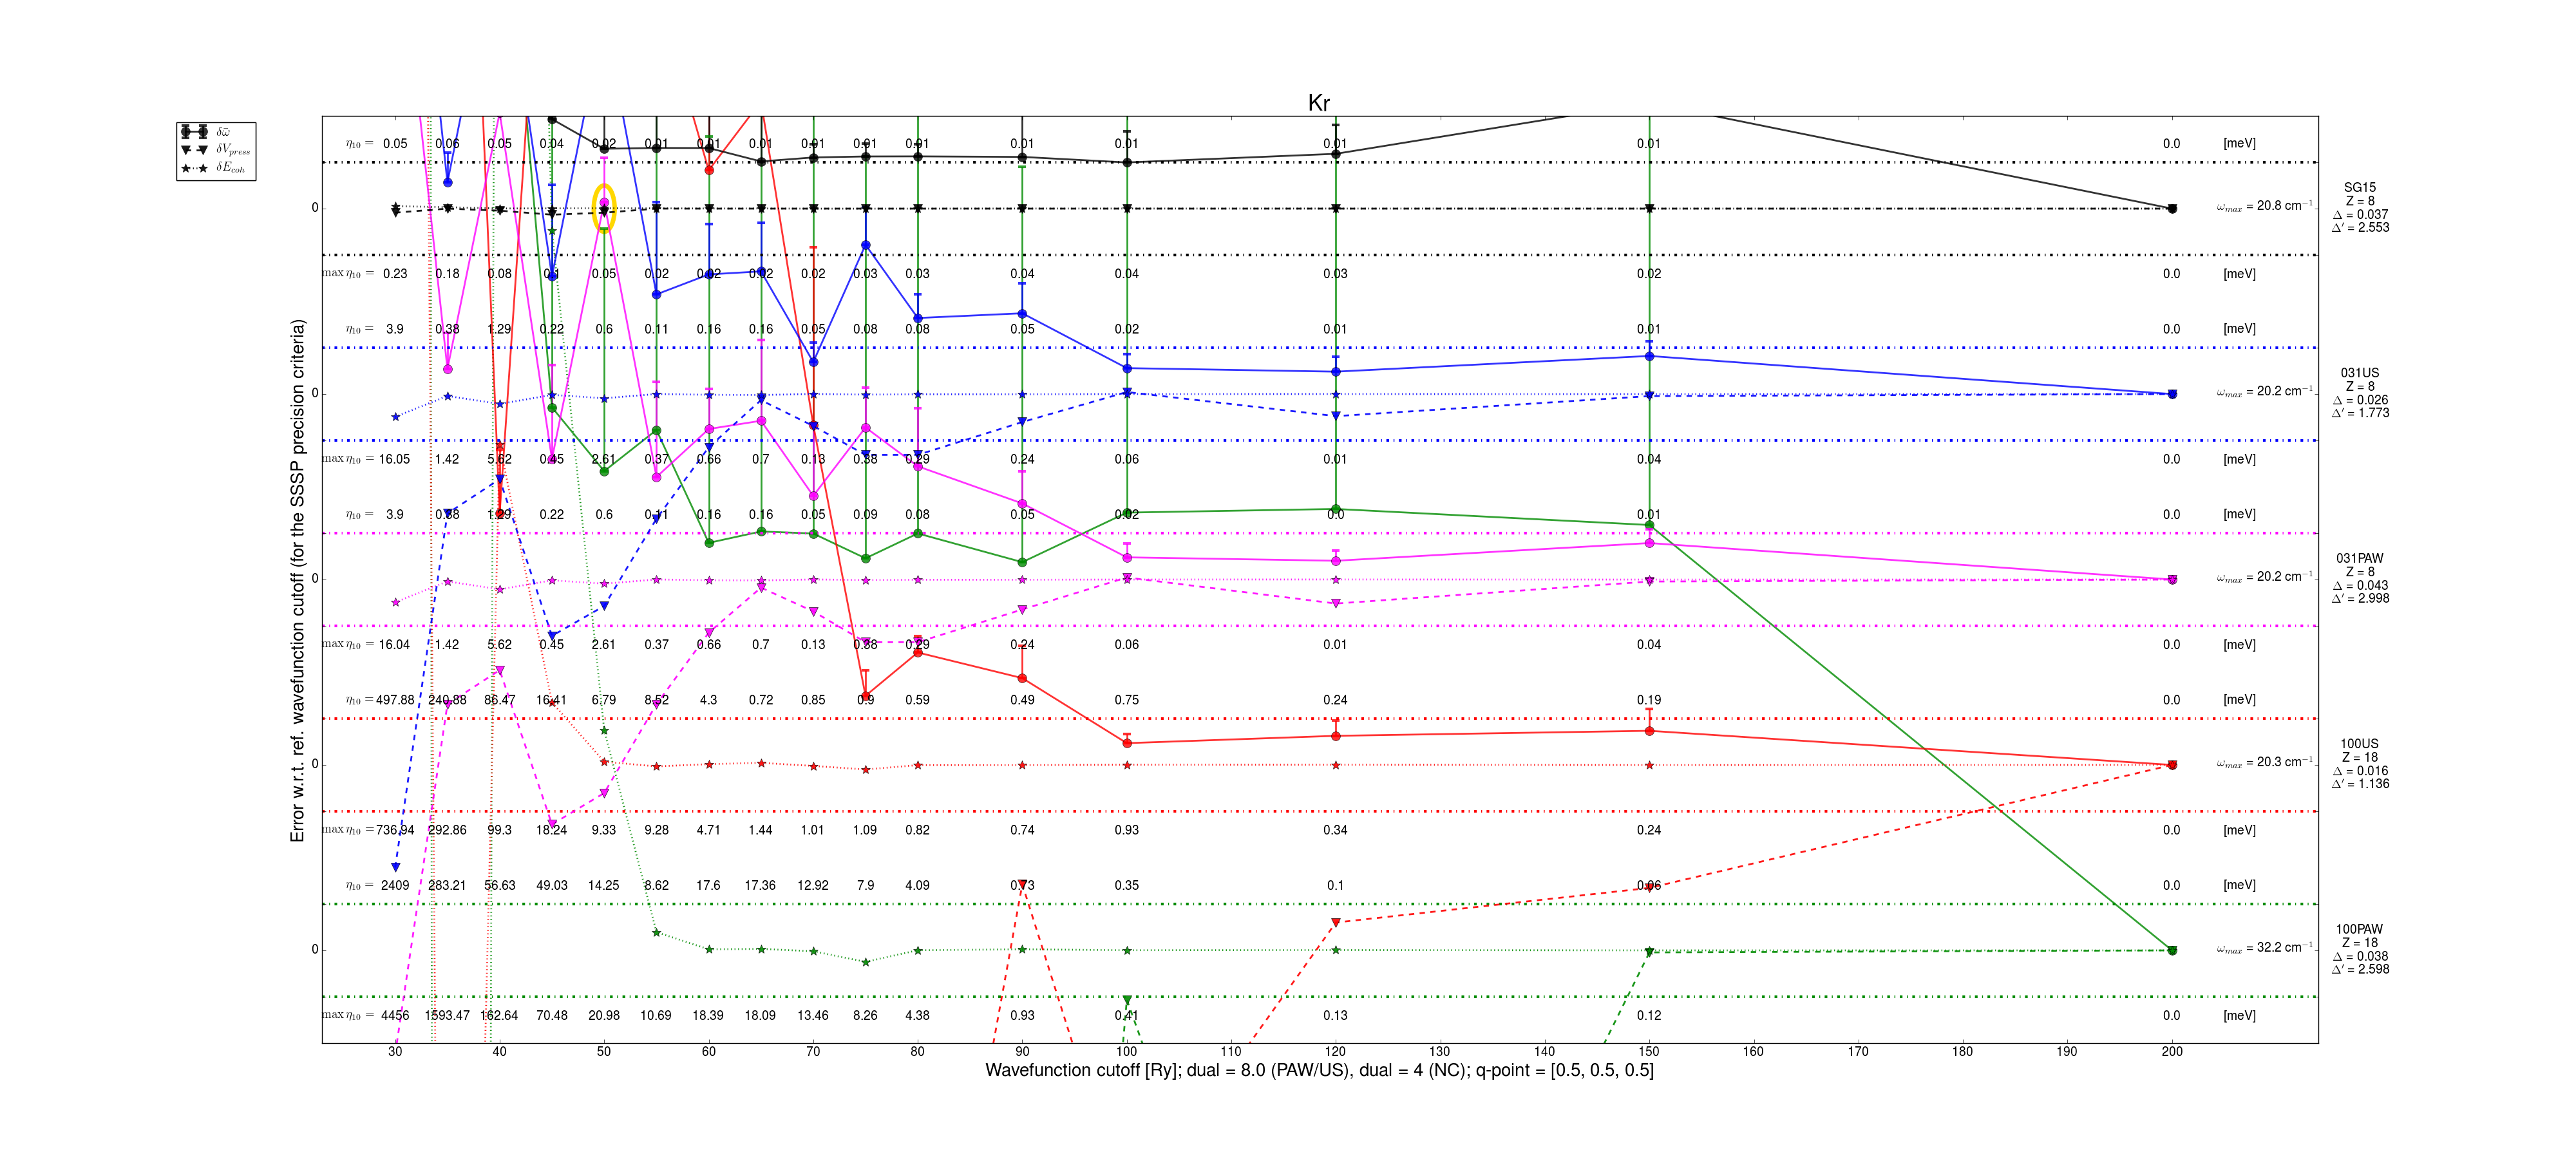 Kr
δω̄
δV_press
δE_coh
Error w.r.t. ref. wavefunction cutoff (for the SSSP precision criteria)
η₁₀ = 0.05 0.06 0.05 0.04 0.02 0.01 0.01 0.01 0.01 0.01 0.01 0.01 0.01 0.01 0.01 0.0 [meV]
0 ω_max = 20.8 cm⁻¹
SG15
Z = 8
Δ = 0.037
Δ′ = 2.553
max η₁₀ = 0.23 0.18 0.08 0.1 0.05 0.02 0.02 0.02 0.02 0.03 0.03 0.04 0.04 0.03 0.02 0.0 [meV]
η₁₀ = 3.9 0.38 1.29 0.22 0.6 0.11 0.16 0.16 0.05 0.08 0.08 0.05 0.02 0.01 0.01 0.0 [meV]
0 ω_max = 20.2 cm⁻¹
031US
Z = 8
Δ = 0.026
Δ′ = 1.773
max η₁₀ = 16.05 1.42 5.62 0.45 2.61 0.37 0.66 0.7 0.13 0.38 0.29 0.24 0.06 0.01 0.04 0.0 [meV]
η₁₀ = 3.9 0.38 1.29 0.22 0.6 0.11 0.16 0.16 0.05 0.09 0.08 0.05 0.02 0.0 0.01 0.0 [meV]
0 ω_max = 20.2 cm⁻¹
031PAW
Z = 8
Δ = 0.043
Δ′ = 2.998
max η₁₀ = 16.04 1.42 5.62 0.45 2.61 0.37 0.66 0.7 0.13 0.38 0.29 0.24 0.06 0.01 0.04 0.0 [meV]
η₁₀ = 497.88 240.88 86.47 16.41 6.79 8.52 4.3 0.72 0.85 0.9 0.59 0.49 0.75 0.24 0.19 0.0 [meV]
0 ω_max = 20.3 cm⁻¹
100US
Z = 18
Δ = 0.016
Δ′ = 1.136
max η₁₀ = 736.94 292.86 99.3 18.24 9.33 9.28 4.71 1.44 1.01 1.09 0.82 0.74 0.93 0.34 0.24 0.0 [meV]
η₁₀ = 2409 283.21 56.63 49.03 14.25 8.62 17.6 17.36 12.92 7.9 4.09 0.73 0.35 0.1 0.06 0.0 [meV]
0 ω_max = 32.2 cm⁻¹
100PAW
Z = 18
Δ = 0.038
Δ′ = 2.598
max η₁₀ = 4456 1593.47 162.64 70.48 20.98 10.69 18.39 18.09 13.46 8.26 4.38 0.93 0.41 0.13 0.12 0.0 [meV]
30 40 50 60 70 80 90 100 110 120 130 140 150 160 170 180 190 200
Wavefunction cutoff [Ry]; dual = 8.0 (PAW/US), dual = 4 (NC); q-point = [0.5, 0.5, 0.5]